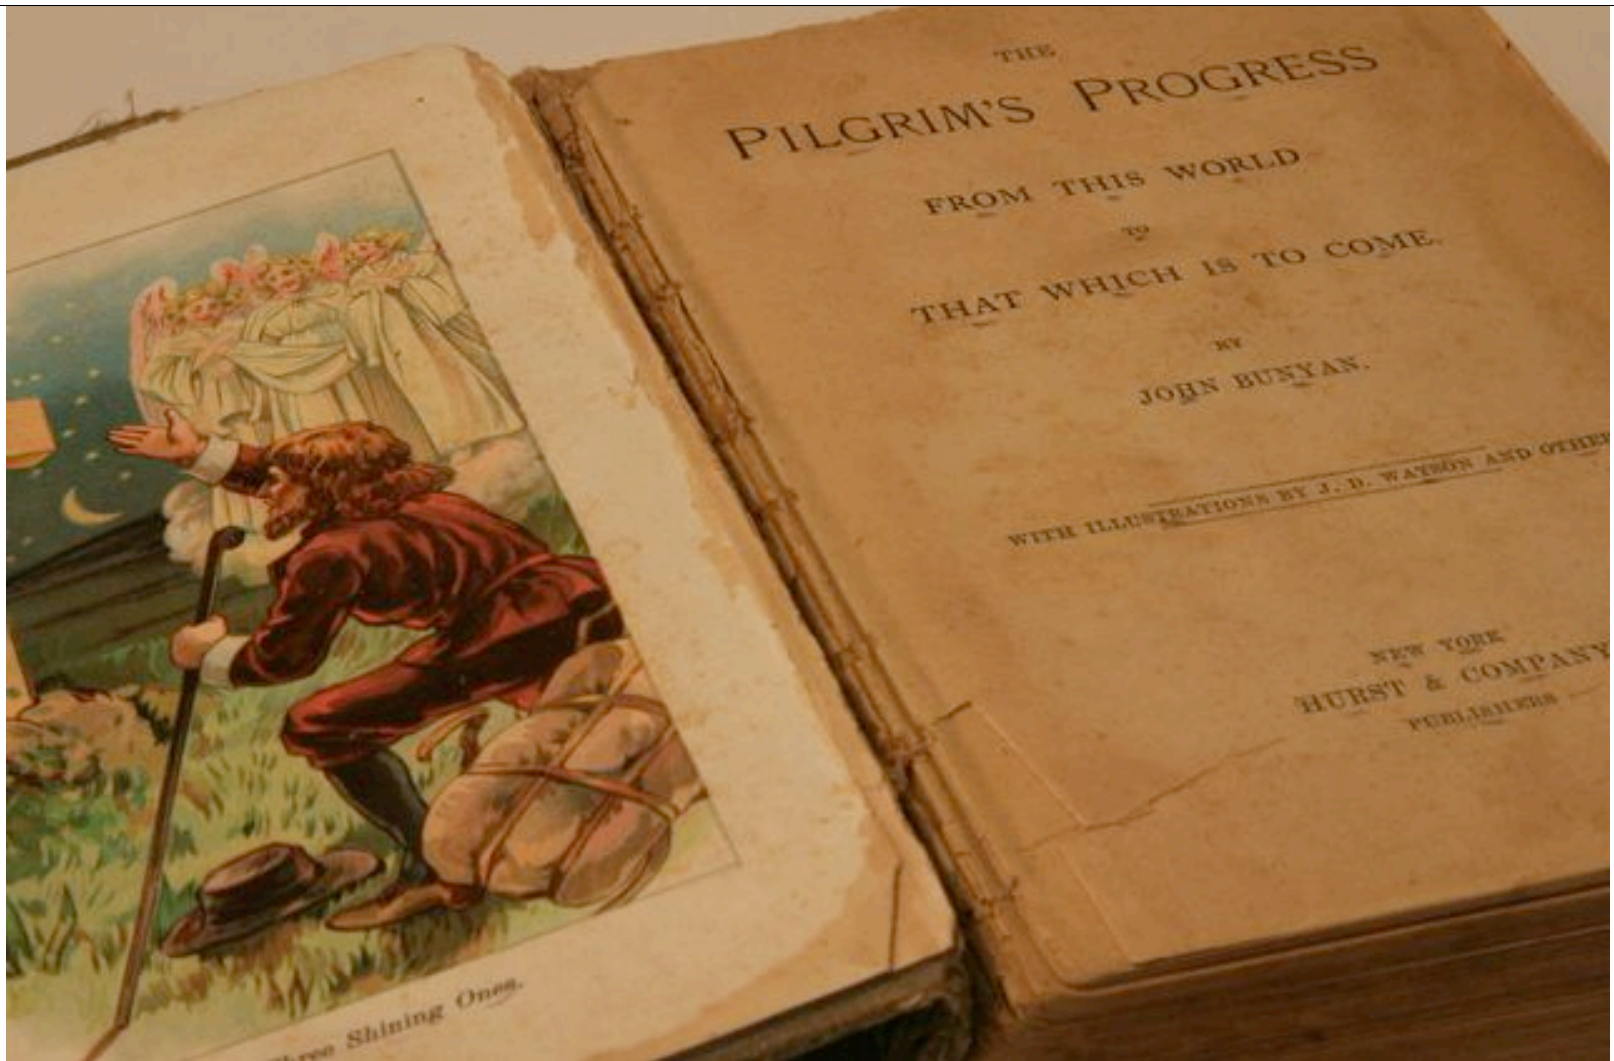 Three Shining Ones.
THE
PILGRIM'S PROGRESS
FROM THIS WORLD
TO
THAT WHICH IS TO COME.
BY
JOHN BUNYAN.
WITH ILLUSTRATIONS BY J. D. WATSON AND OTHER
NEW YORK
HURST & COMPANY
PUBLISHERS